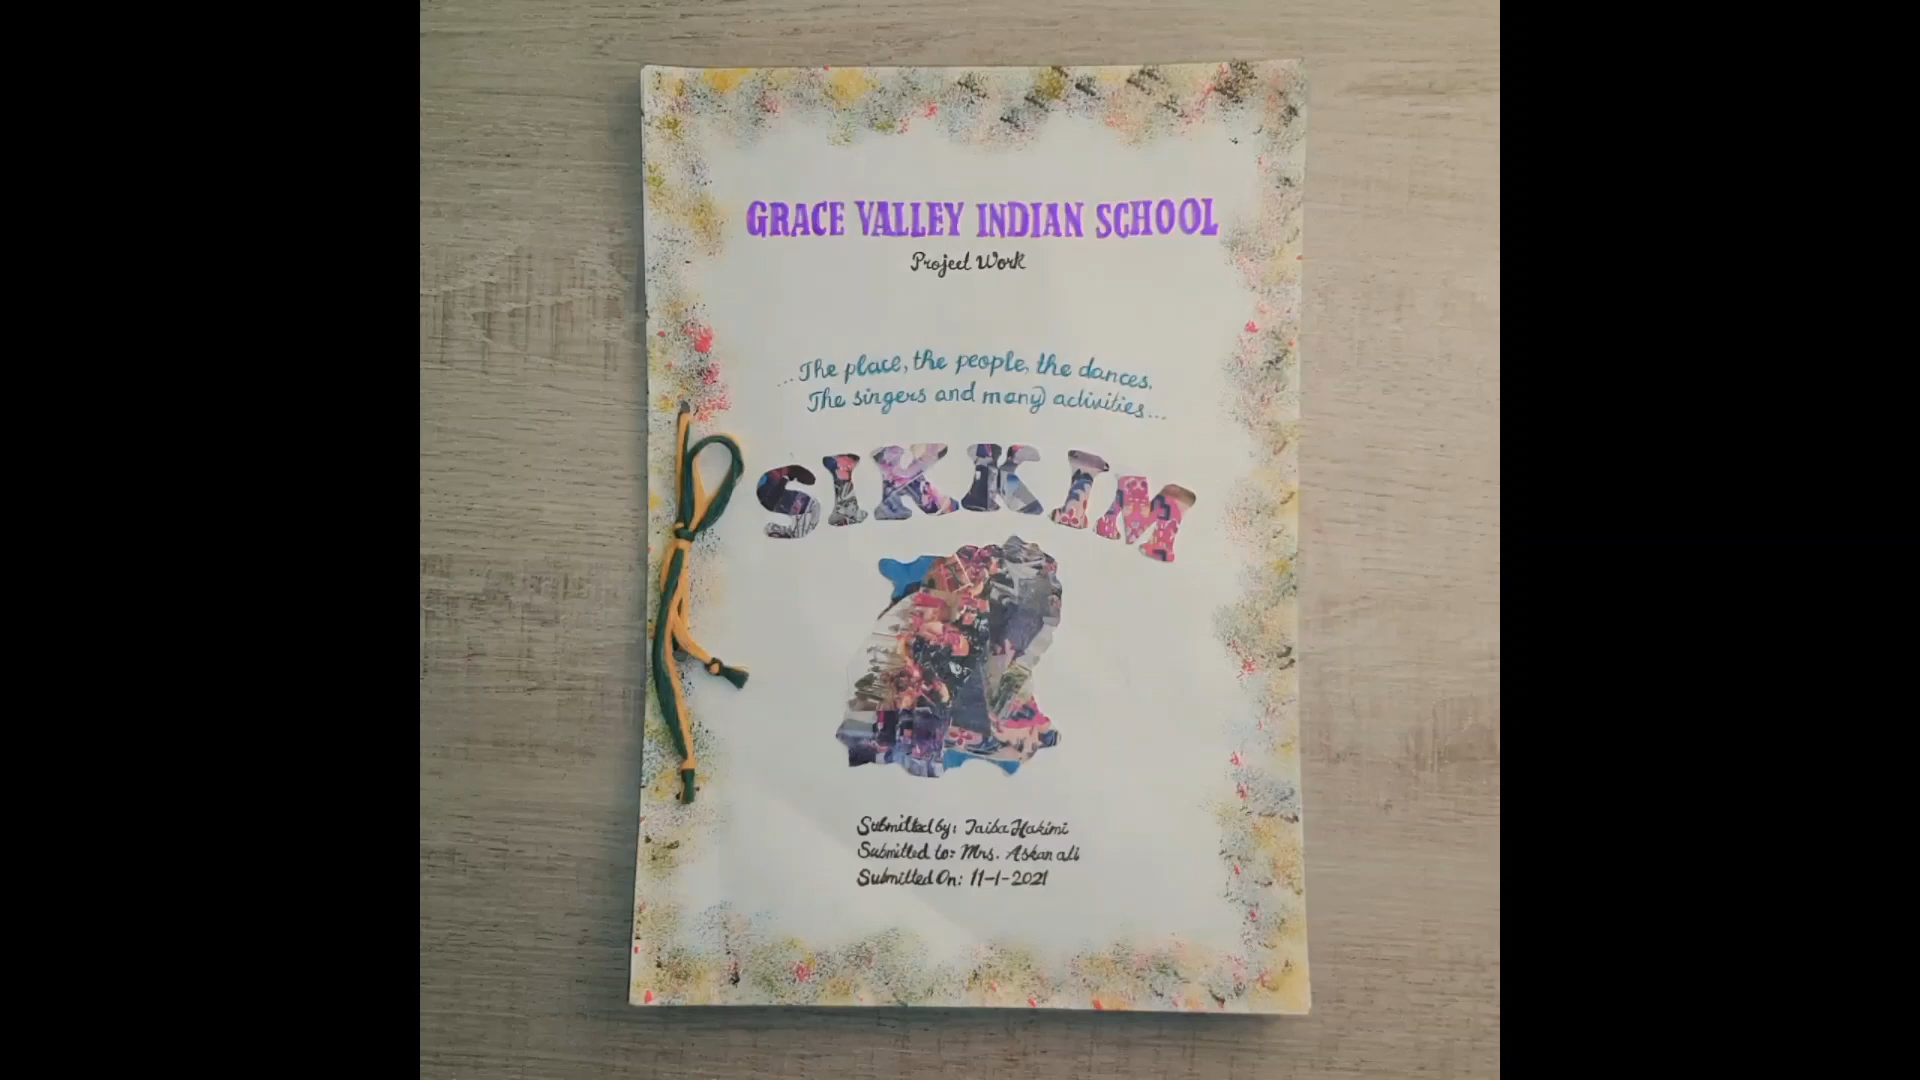 GRACE VALLEY INDIAN SCHOOL
Project Work
...The place, the people, the dances,
The singers and many activities...
SIKKIM
Submitted by: Taiba Hakimi
Submitted to: Mrs. Askan ali
Submitted On: 11-1-2021